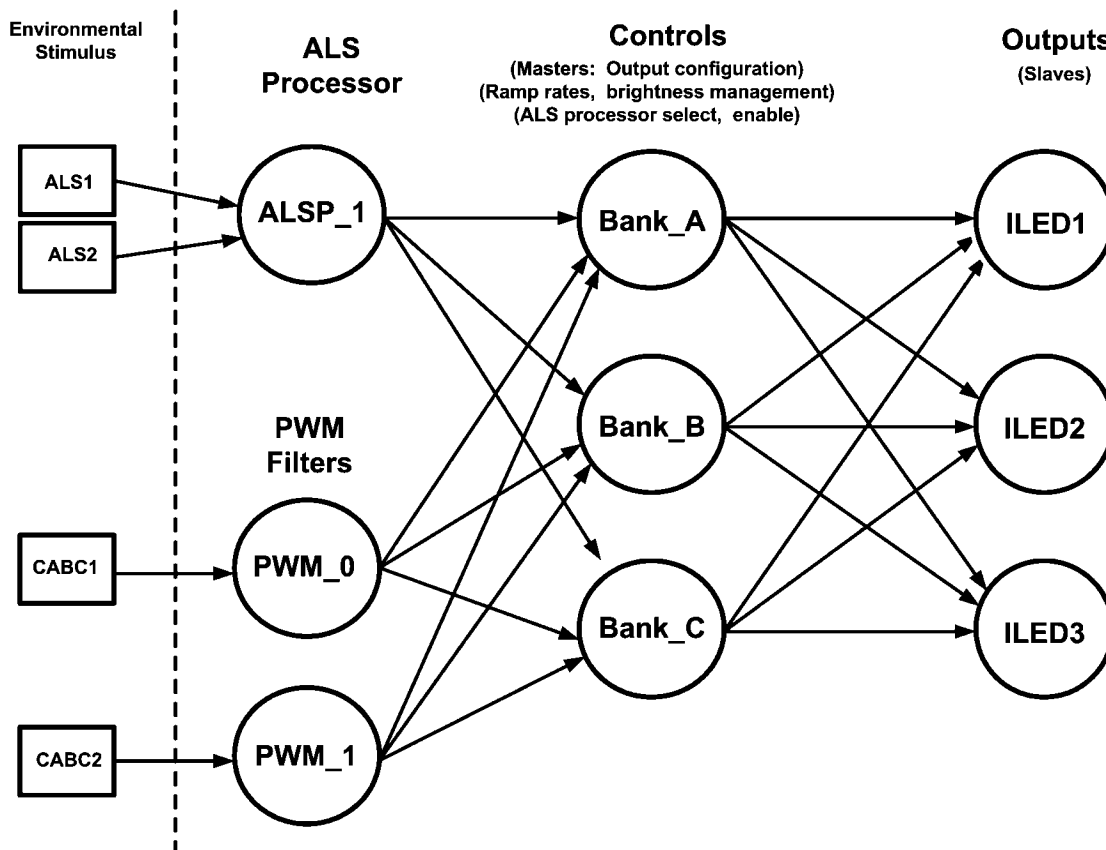 Environmental
Stimulus
ALS
Processor
Controls
(Masters: Output configuration)
(Ramp rates, brightness management)
(ALS processor select, enable)
Outputs
(Slaves)
ALS1
ALS2
ALSP_1
Bank_A
ILED1
PWM
Filters
Bank_B
ILED2
CABC1
PWM_0
Bank_C
ILED3
CABC2
PWM_1